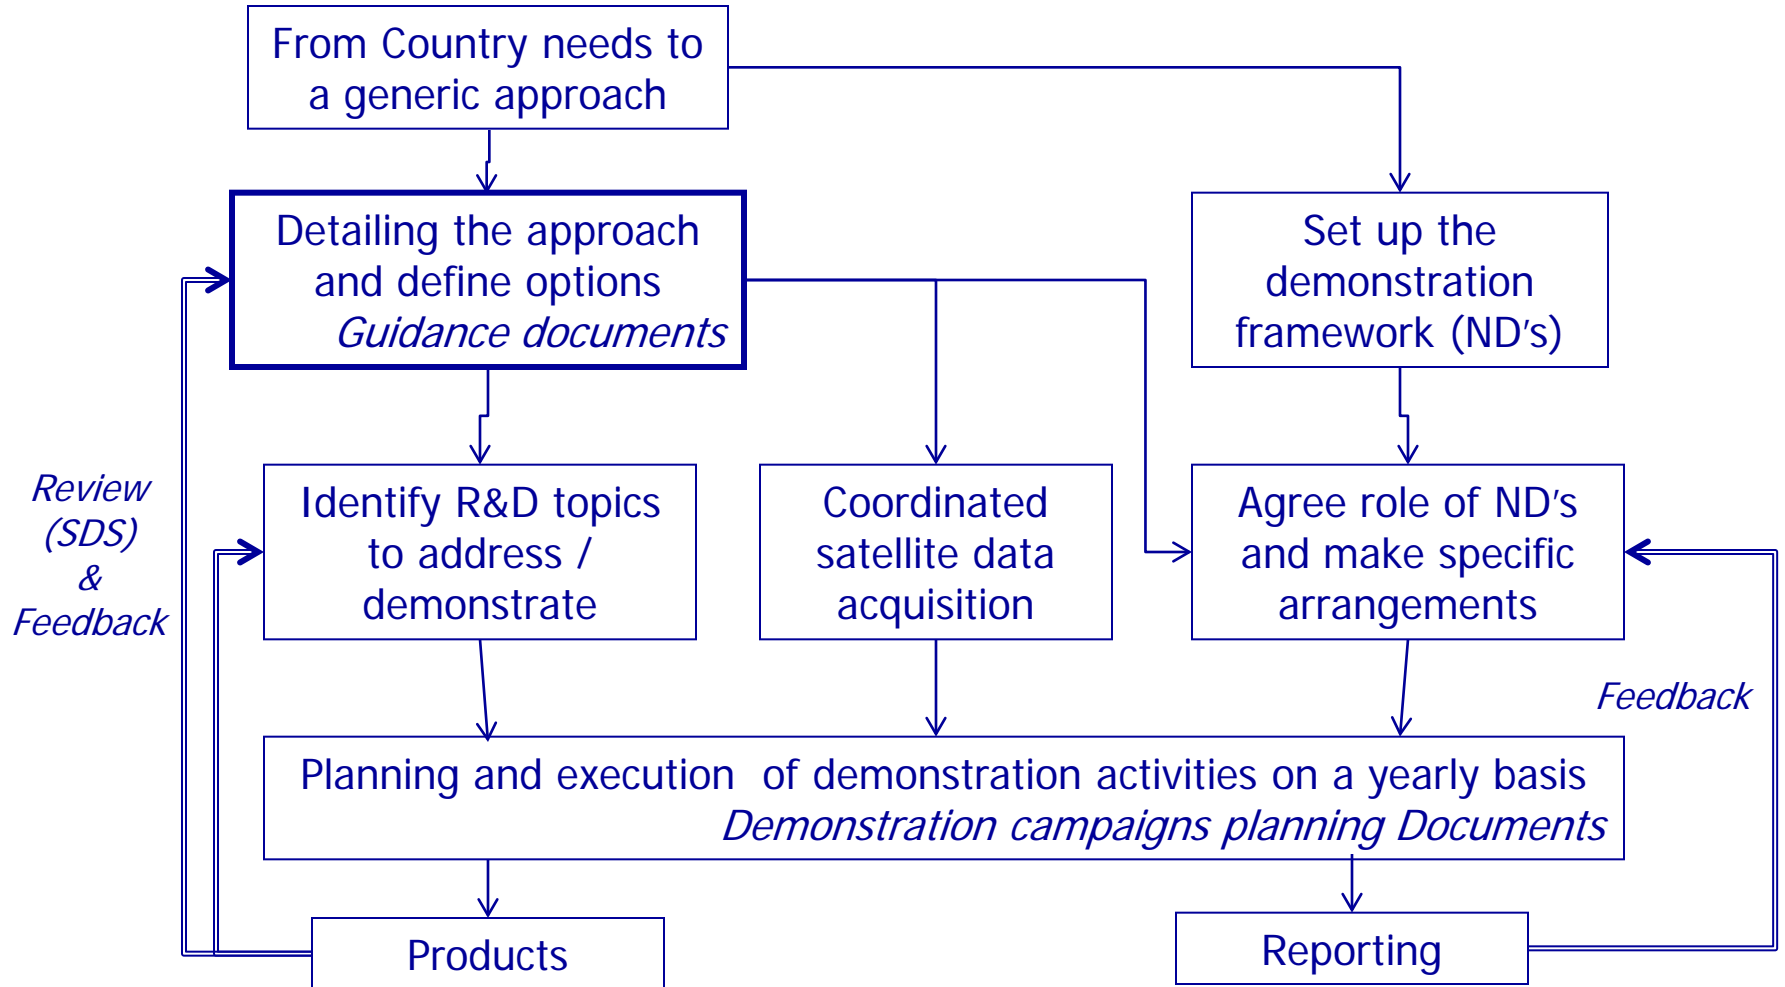 From Country needs to
a generic approach
Detailing the approach
and define options
Guidance documents
Set up the
demonstration
framework (ND's)
Review
(SDS)
&
Feedback
Identify R&D topics
to address /
demonstrate
Coordinated
satellite data
acquisition
Agree role of ND's
and make specific
arrangements
Feedback
Planning and execution  of demonstration activities on a yearly basis
Demonstration campaigns planning Documents
Products
Reporting